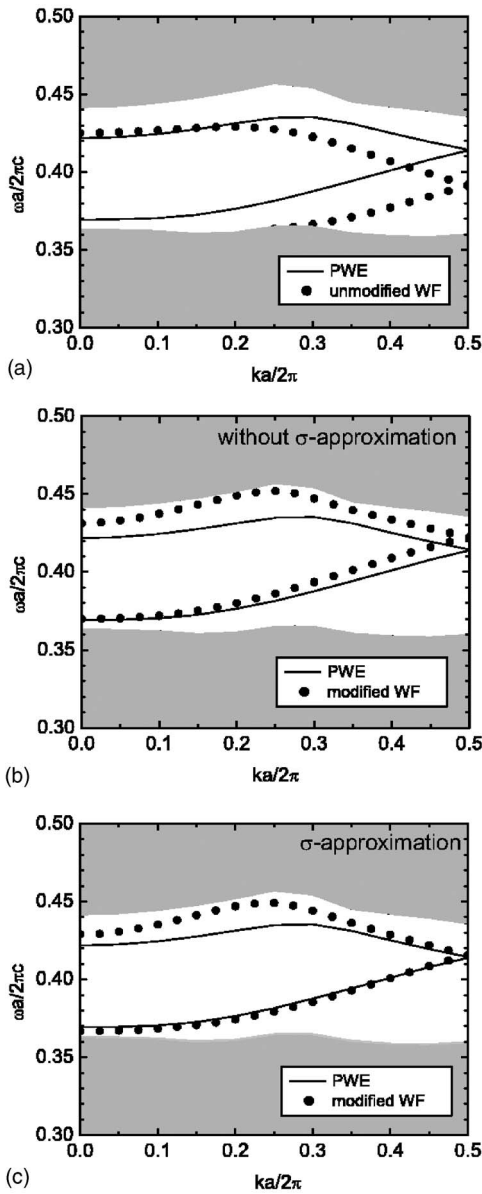 0.50
0.45
0.40
0.35
0.30
ωa/2πc
PWE
unmodified WF
0.0 0.1 0.2 0.3 0.4 0.5
(a)
ka/2π
without σ-approximation
0.50
0.45
0.40
0.35
0.30
ωa/2πc
PWE
modified WF
0.0 0.1 0.2 0.3 0.4 0.5
(b)
ka/2π
σ-approximation
0.50
0.45
0.40
0.35
0.30
ωa/2πc
PWE
modified WF
0.0 0.1 0.2 0.3 0.4 0.5
(c)
ka/2π